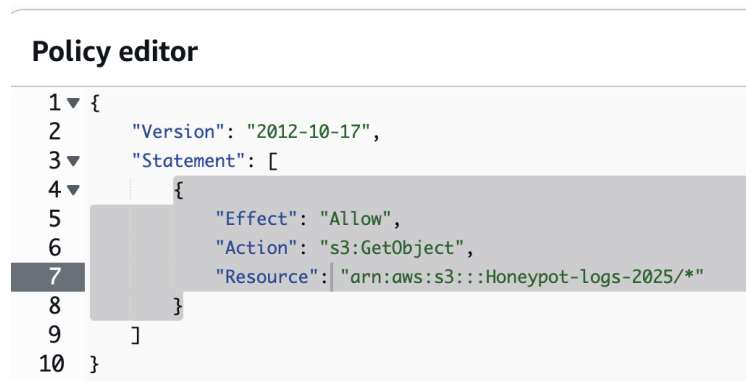 Policy editor
1 {
2 "Version": "2012-10-17",
3 "Statement": [
4 {
5 "Effect": "Allow",
6 "Action": "s3:GetObject",
7 "Resource": "arn:aws:s3:::Honeypot-logs-2025/*"
8 }
9 ]
10 }